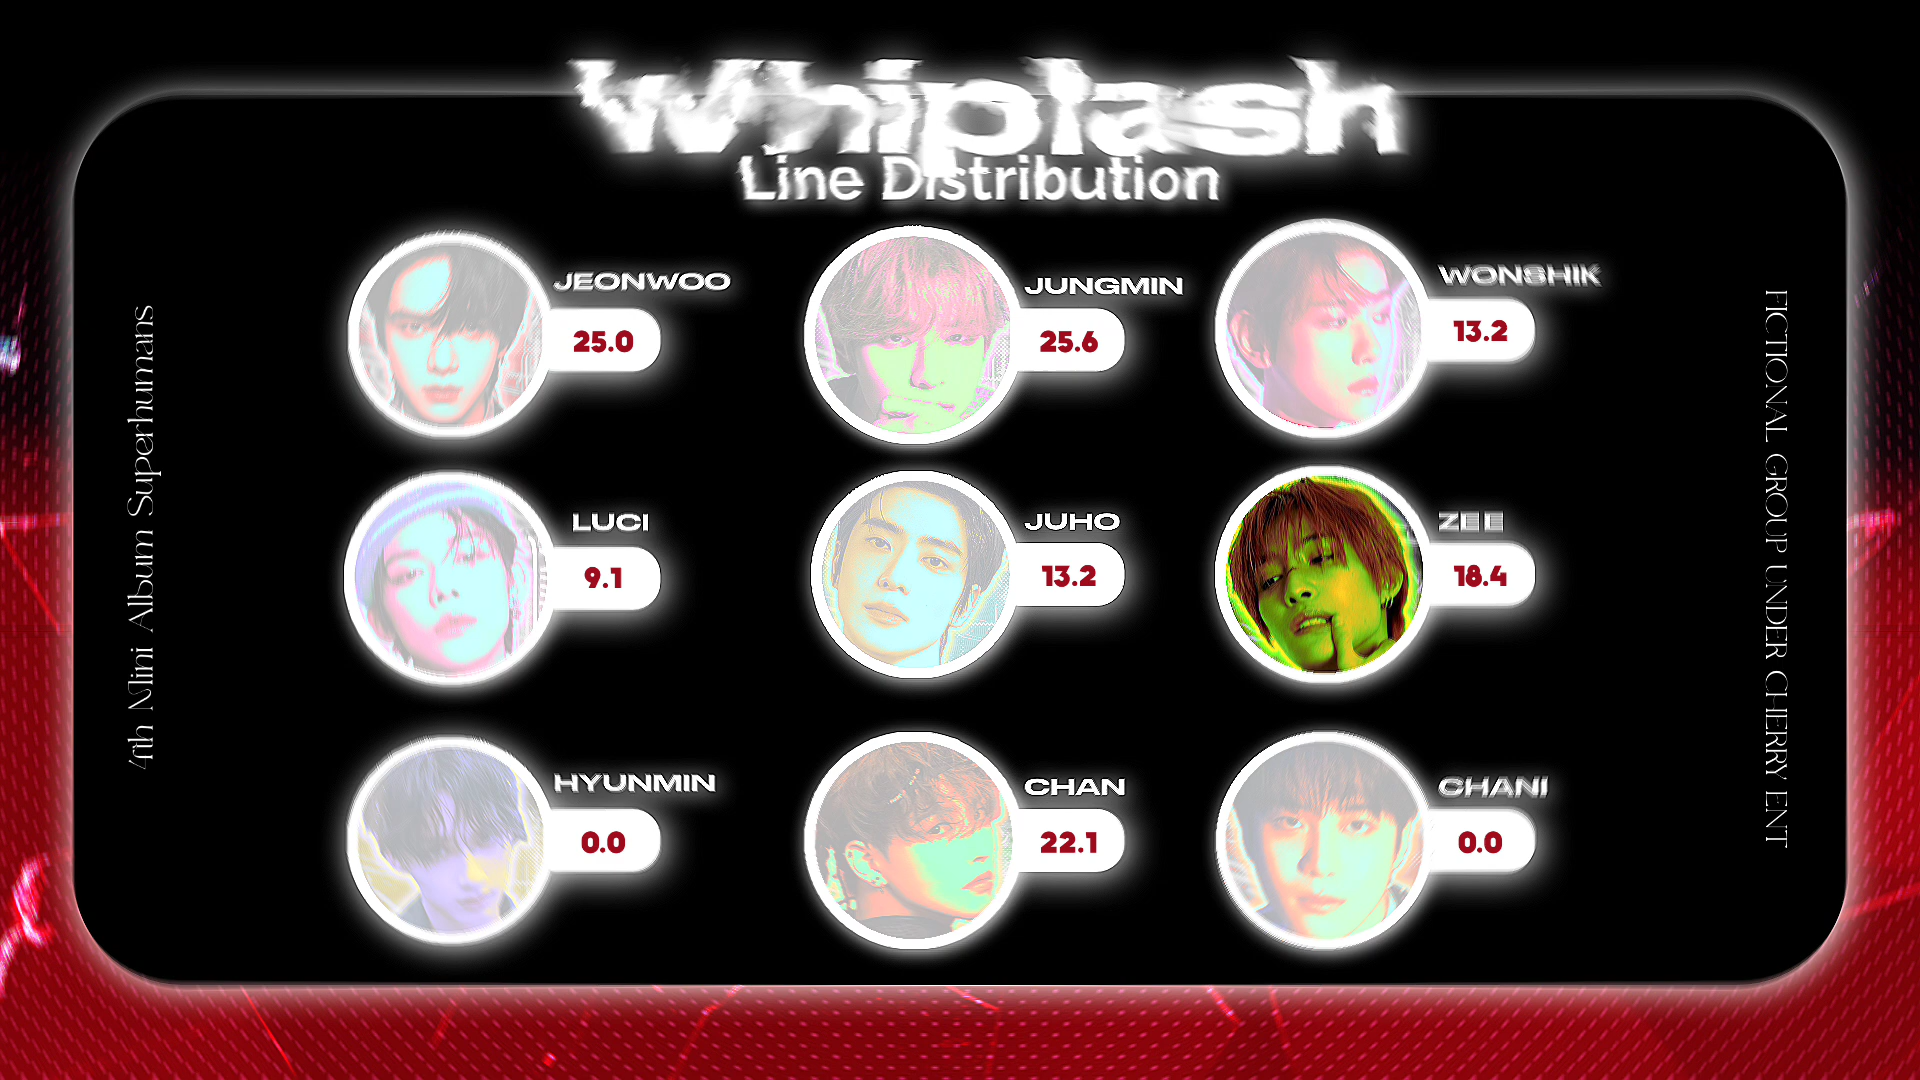 Whiplash
Line Distribution
JEONWOO
25.0
JUNGMIN
25.6
WONSHIK
13.2
LUCI
9.1
JUHO
13.2
ZEE
18.4
HYUNMIN
0.0
CHAN
22.1
CHANI
0.0
4th Mini Album Superhumans
FICTIONAL GROUP UNDER CHERRY ENT